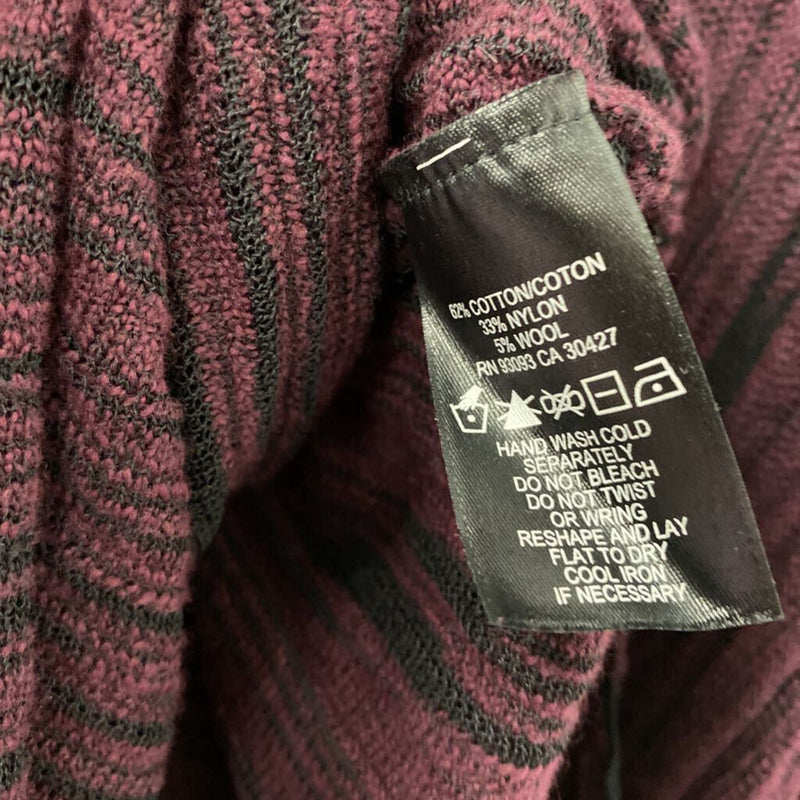 62% COTTON/COTON
33% NYLON
5% WOOL
RN 93093 CA 30427
HAND WASH COLD
SEPARATELY
DO NOT BLEACH
DO NOT TWIST
OR WRING
RESHAPE AND LAY
FLAT TO DRY
COOL IRON
IF NECESSARY